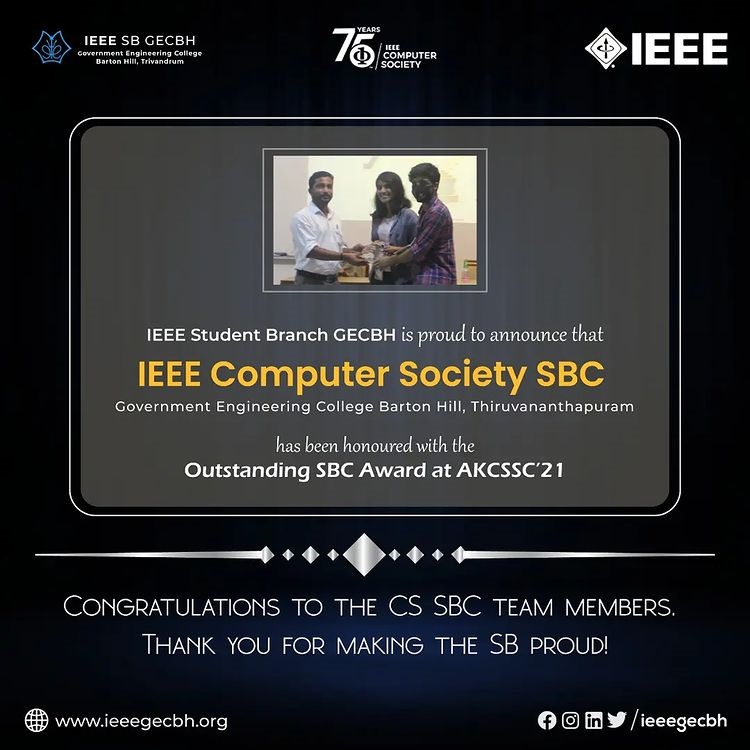 IEEE SB GECBH
Government Engineering College
Barton Hill, Trivandrum
75 YEARS
IEEE
COMPUTER
SOCIETY
IEEE
IEEE Student Branch GECBH is proud to announce that
IEEE Computer Society SBC
Government Engineering College Barton Hill, Thiruvananthapuram
has been honoured with the
Outstanding SBC Award at AKCSSC'21
CONGRATULATIONS TO THE CS SBC TEAM MEMBERS.
THANK YOU FOR MAKING THE SB PROUD!
www.ieeegecbh.org
/ieeegecbh